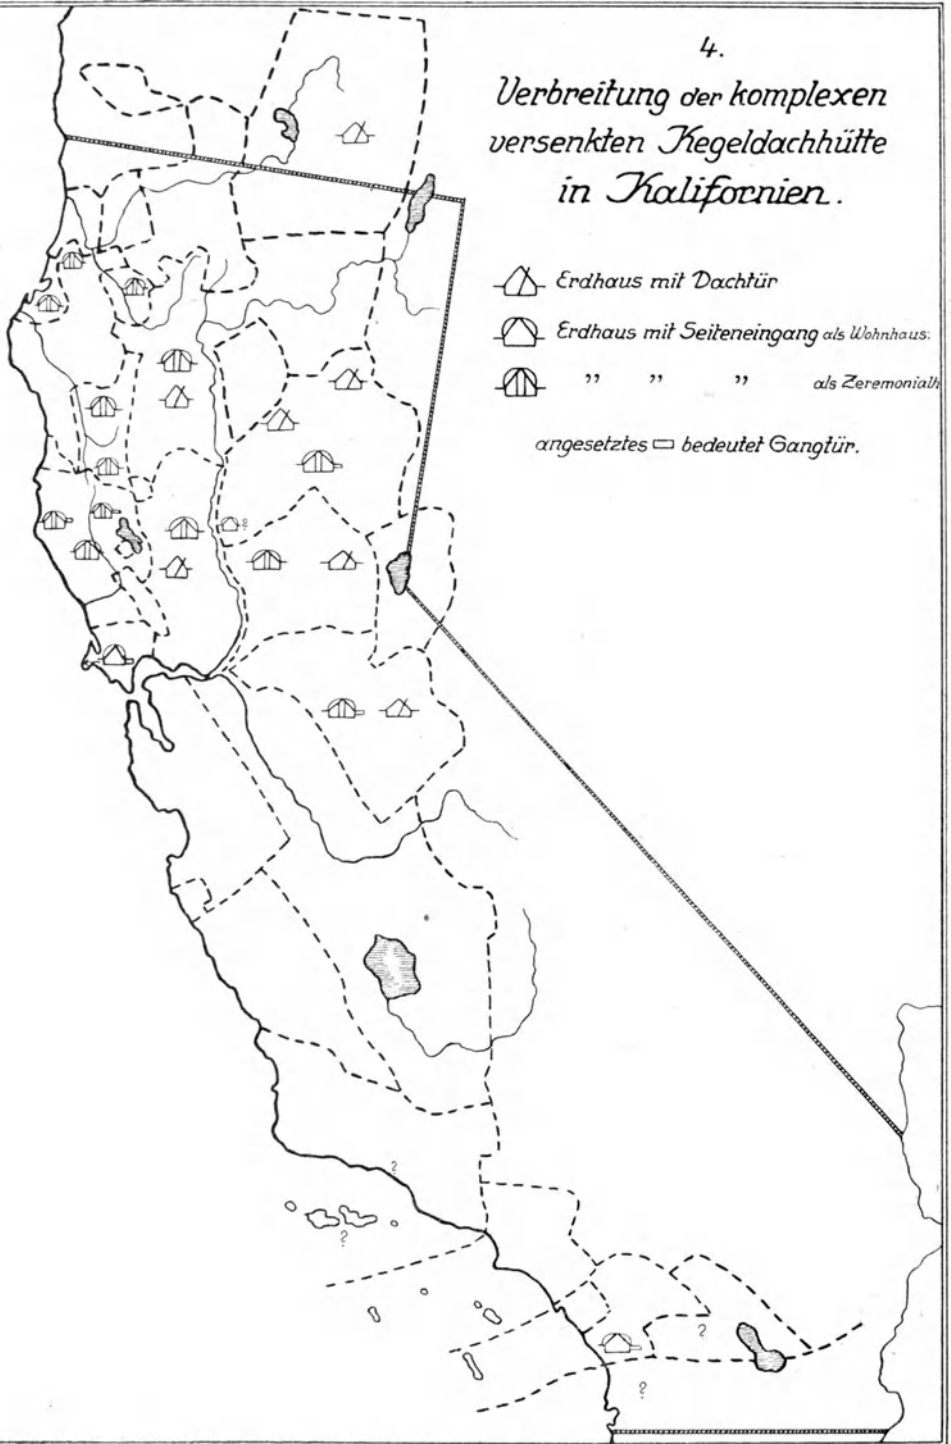 4.
Verbreitung der komplexen
versenkten Kegeldachhütte
in Kalifornien.
Erdhaus mit Dachtür
Erdhaus mit Seiteneingang als Wohnhaus.
" " " als Zeremonialh
angesetztes ▭ bedeutet Gangtür.
?
?
?
?
?